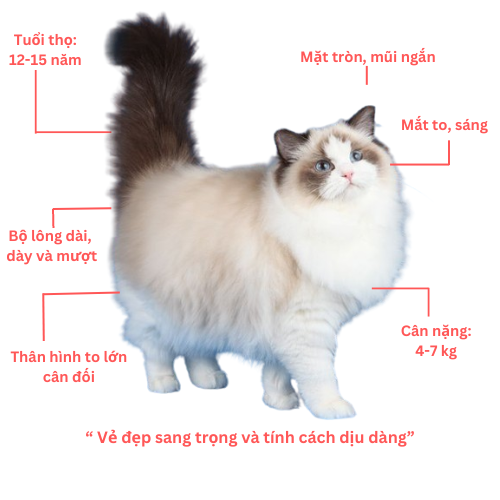 Tuổi thọ:
12-15 năm
Mặt tròn, mũi ngắn
Mắt to, sáng
Bộ lông dài,
dày và mượt
Cân nặng:
4-7 kg
Thân hình to lớn
cân đối
“ Vẻ đẹp sang trọng và tính cách dịu dàng”